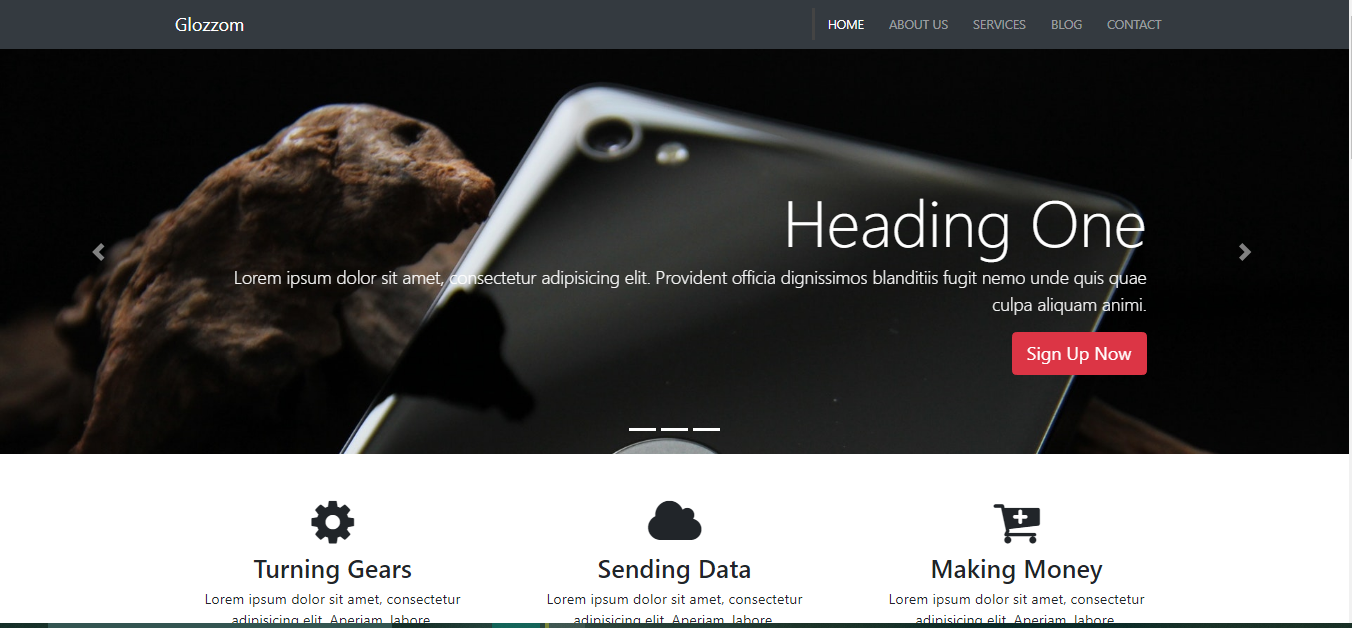 Glozzom
HOME ABOUT US SERVICES BLOG CONTACT
Heading One
Lorem ipsum dolor sit amet, consectetur adipisicing elit. Provident officia dignissimos blanditiis fugit nemo unde quis quae
culpa aliquam animi.
Sign Up Now
Turning Gears
Lorem ipsum dolor sit amet, consectetur
adipisicing elit. Aperiam, labore
Sending Data
Lorem ipsum dolor sit amet, consectetur
adipisicing elit. Aperiam, labore
Making Money
Lorem ipsum dolor sit amet, consectetur
adipisicing elit. Aperiam, labore